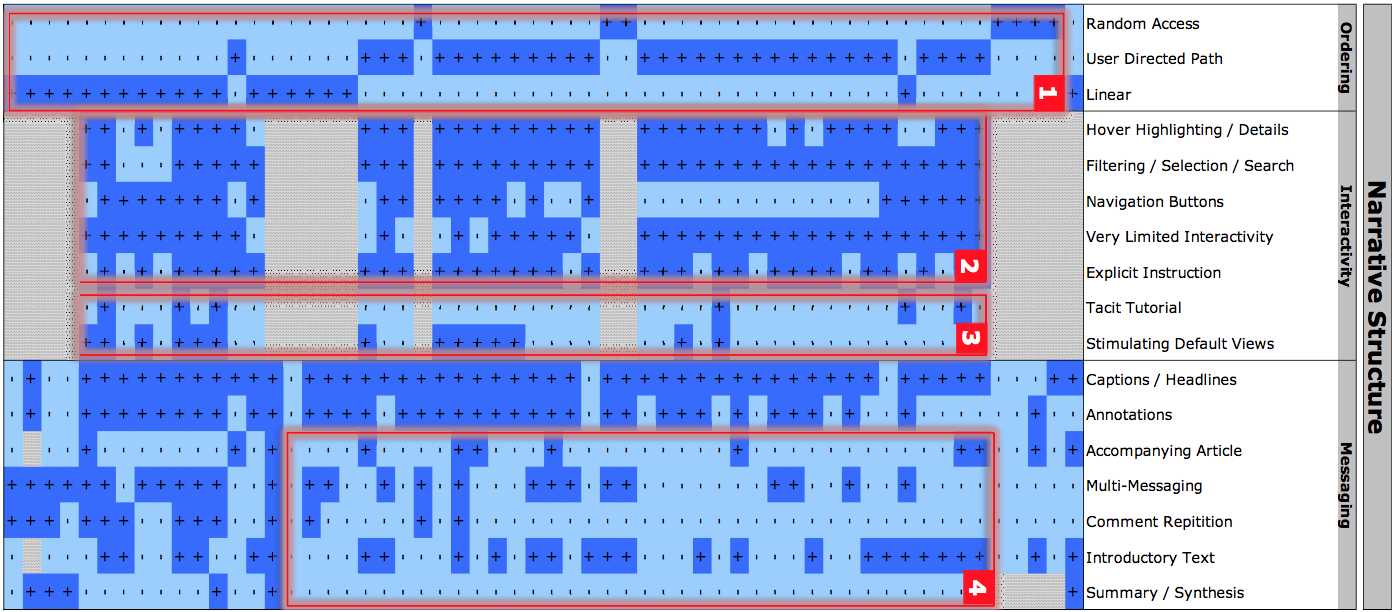 Random Access
User Directed Path
Linear
Ordering
1
Hover Highlighting / Details
Filtering / Selection / Search
Navigation Buttons
Very Limited Interactivity
Explicit Instruction
2
Tacit Tutorial
Stimulating Default Views
3
Interactivity
Captions / Headlines
Annotations
Accompanying Article
Multi-Messaging
Comment Repitition
Introductory Text
Summary / Synthesis
4
Messaging
Narrative Structure